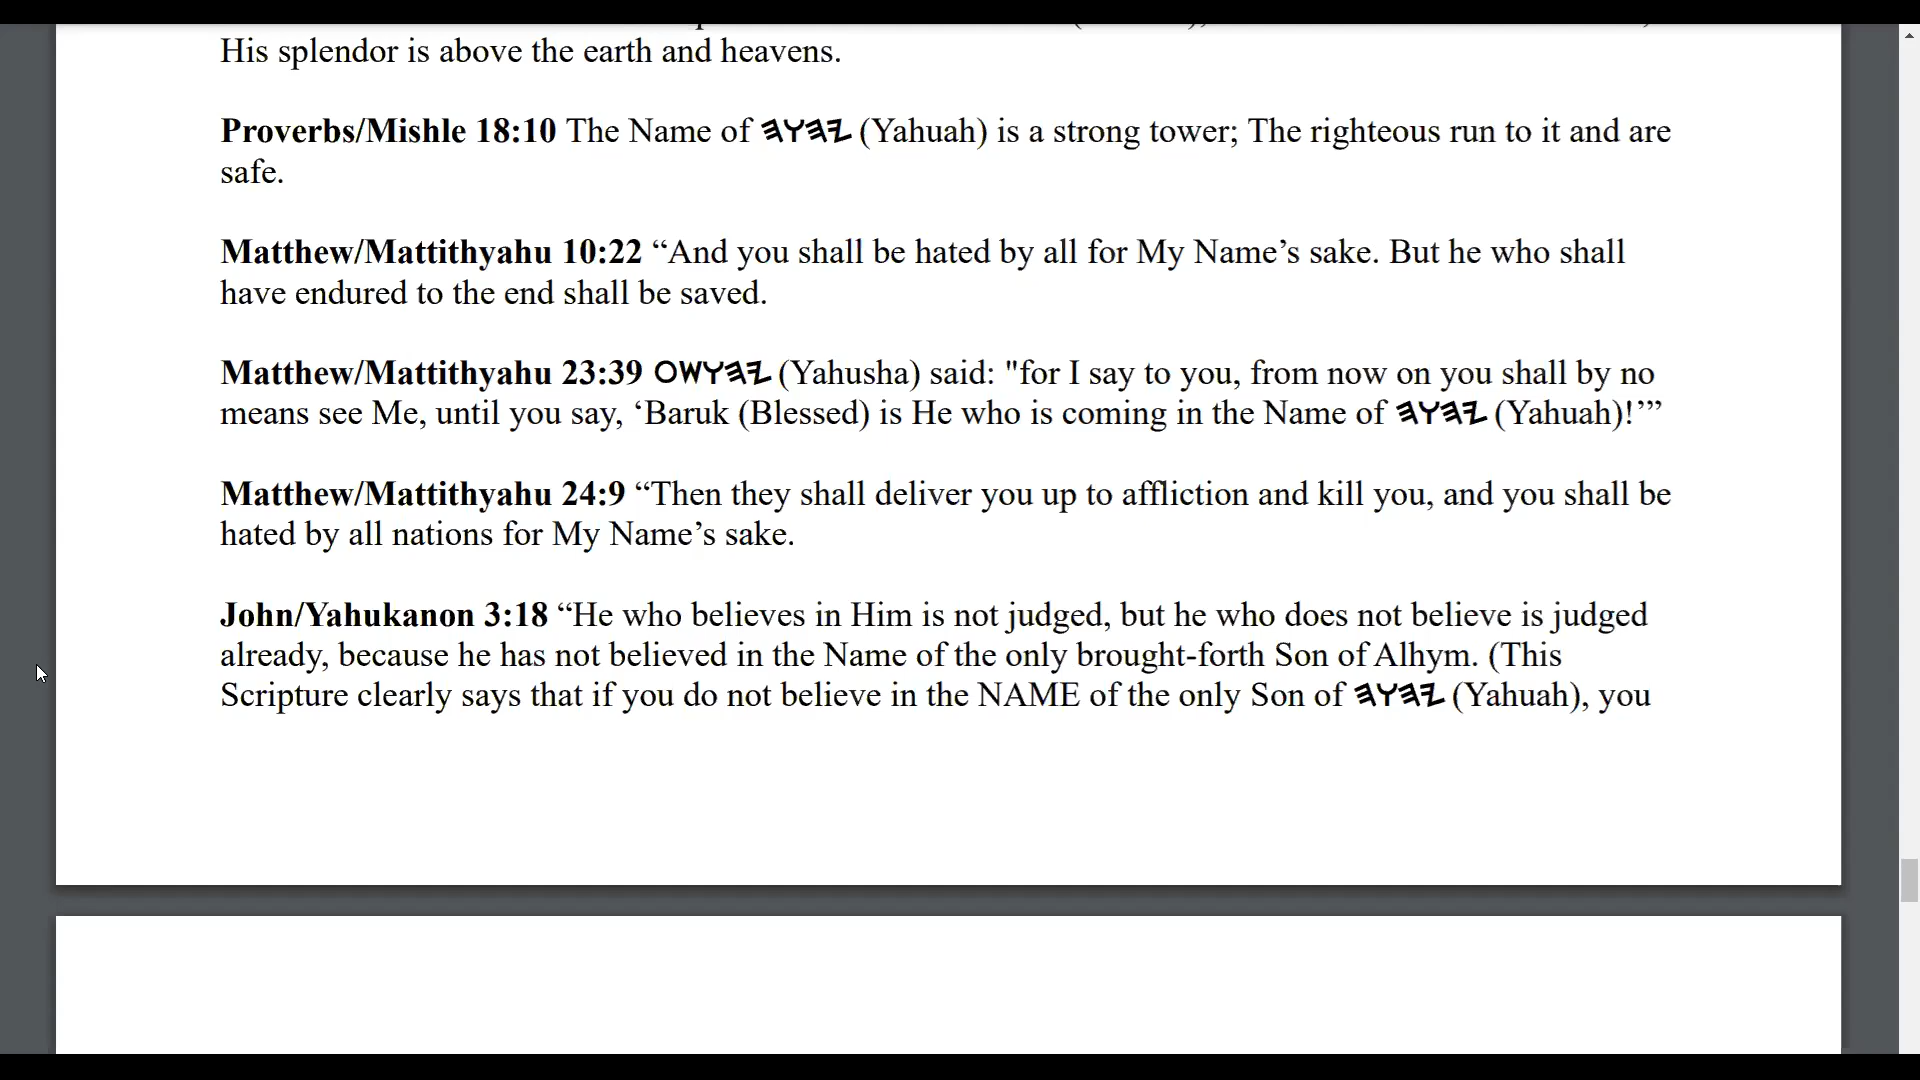 His splendor is above the earth and heavens.
Proverbs/Mishle 18:10 The Name of 𐤉𐤄𐤅𐤄 (Yahuah) is a strong tower; The righteous run to it and are
safe.
Matthew/Mattithyahu 10:22 “And you shall be hated by all for My Name’s sake. But he who shall
have endured to the end shall be saved.
Matthew/Mattithyahu 23:39 𐤉𐤄𐤅𐤔𐤏 (Yahusha) said: "for I say to you, from now on you shall by no
means see Me, until you say, ‘Baruk (Blessed) is He who is coming in the Name of 𐤉𐤄𐤅𐤄 (Yahuah)!’”
Matthew/Mattithyahu 24:9 “Then they shall deliver you up to affliction and kill you, and you shall be
hated by all nations for My Name’s sake.
John/Yahukanon 3:18 “He who believes in Him is not judged, but he who does not believe is judged
already, because he has not believed in the Name of the only brought-forth Son of Alhym. (This
Scripture clearly says that if you do not believe in the NAME of the only Son of 𐤉𐤄𐤅𐤄 (Yahuah), you